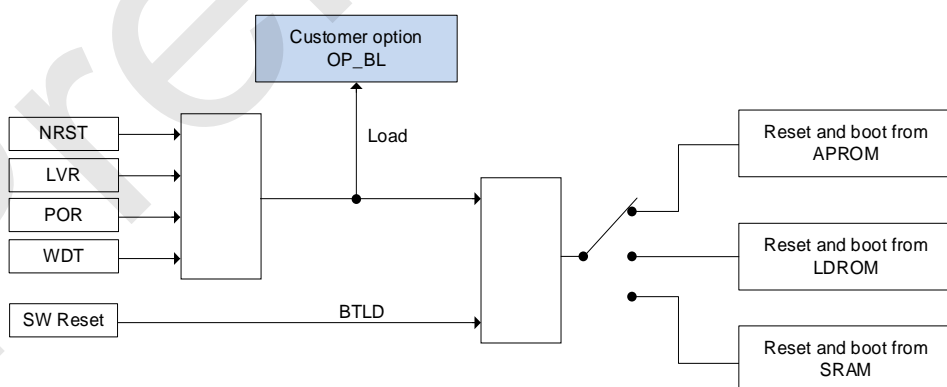 Customer option
OP_BL
NRST
LVR
POR
WDT
SW Reset
Load
BTLD
Reset and boot from
APROM
Reset and boot from
LDROM
Reset and boot from
SRAM